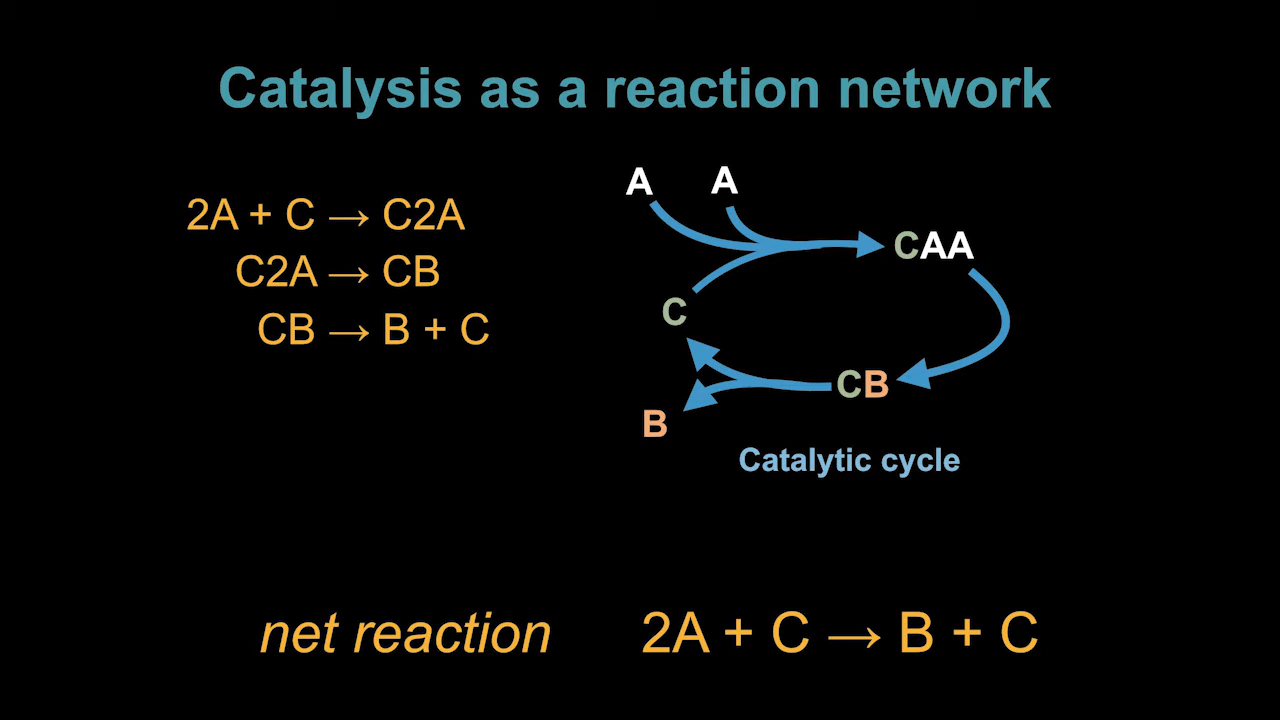 Catalysis as a reaction network
2A + C → C2A
C2A → CB
CB → B + C
A
A
CAA
C
CB
B
Catalytic cycle
net reaction 2A + C → B + C